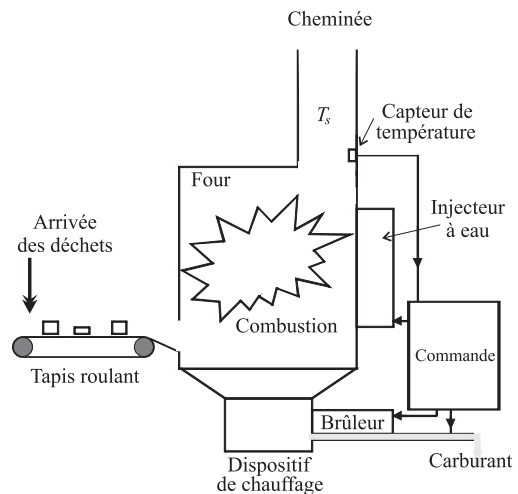 Cheminée
Tₛ
Capteur de
température
Four
Injecteur
à eau
Arrivée
des déchets
Combustion
Tapis roulant
Commande
Brûleur
Carburant
Dispositif
de chauffage